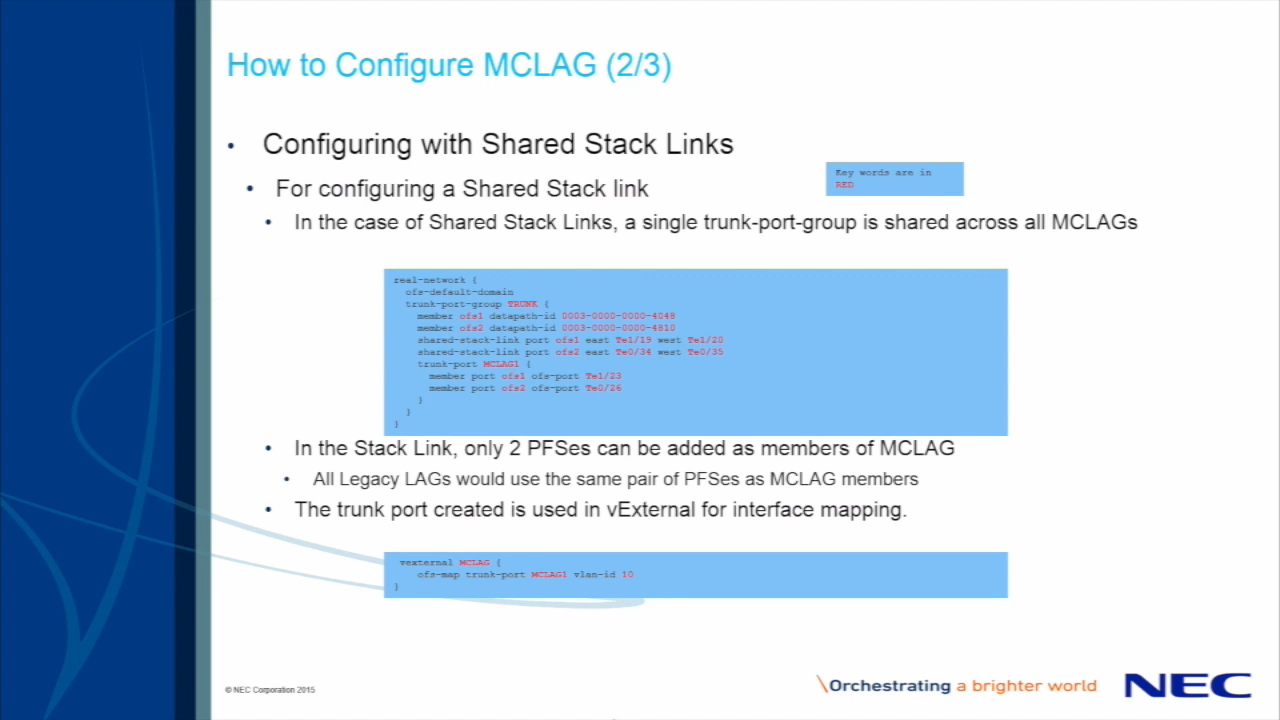 How to Configure MCLAG (2/3)
• Configuring with Shared Stack Links
• For configuring a Shared Stack link
Key words are in
RED
• In the case of Shared Stack Links, a single trunk-port-group is shared across all MCLAGs
real-network {
ofs-default-domain
trunk-port-group TRUNK {
member ofs1 datapath-id 0003-0000-0000-4048
member ofs2 datapath-id 0003-0000-0000-4810
shared-stack-link port ofs1 east Te1/19 west Te1/20
shared-stack-link port ofs2 east Te0/34 west Te0/35
trunk-port MCLAG1 {
member port ofs1 ofs-port Te1/23
member port ofs2 ofs-port Te0/26
}
}
}
• In the Stack Link, only 2 PFSes can be added as members of MCLAG
• All Legacy LAGs would use the same pair of PFSes as MCLAG members
• The trunk port created is used in vExternal for interface mapping.
vexternal MCLAG {
ofs-map trunk-port MCLAG1 vlan-id 10
}
© NEC Corporation 2015
\Orchestrating a brighter world
NEC